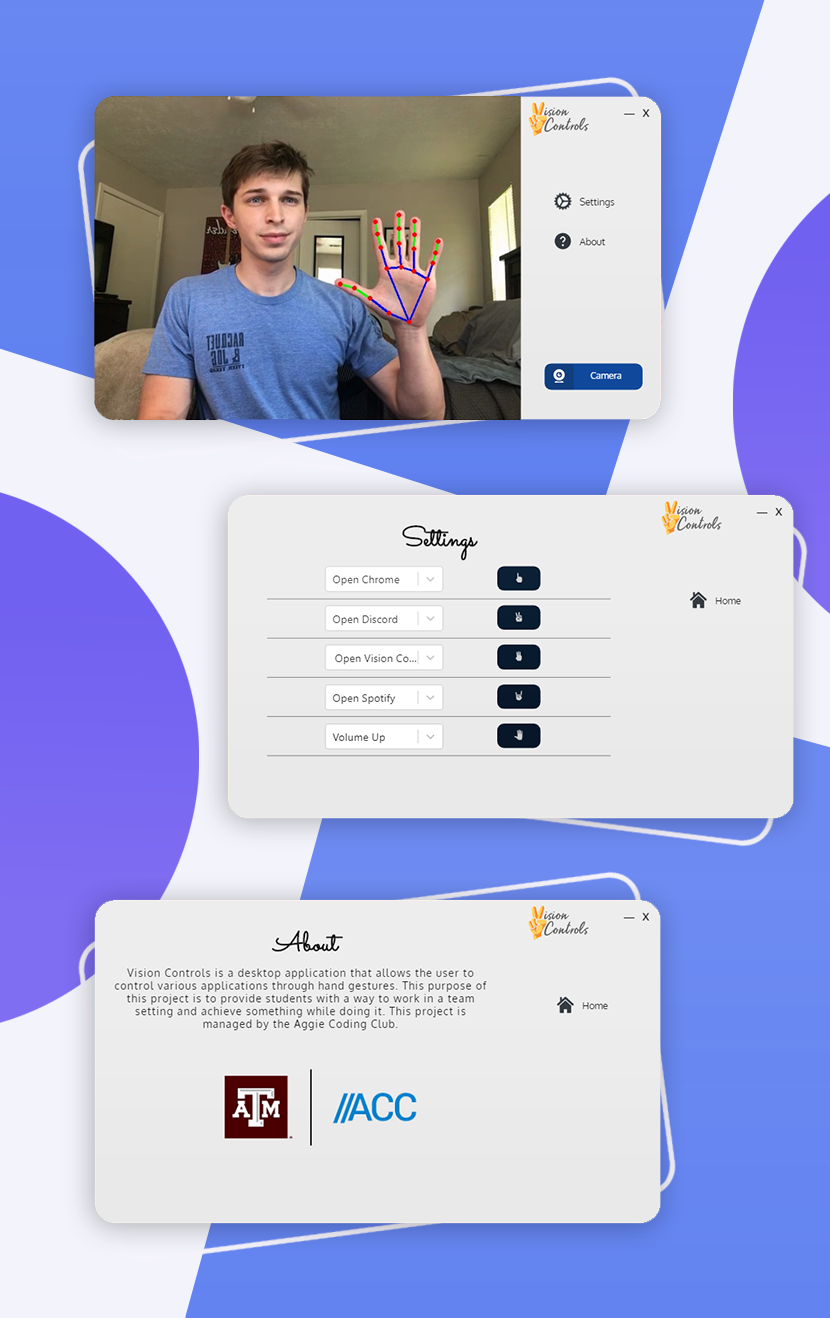 Vision
Controls
— X
Settings
About
RACQUET
& JOG
Camera
Vision
Controls
— X
Settings
Open Chrome
Home
Open Discord
Open Vision Co...
Open Spotify
Volume Up
Vision
Controls
— X
About
Vision Controls is a desktop application that allows the user to
control various applications through hand gestures. This purpose of
this project is to provide students with a way to work in a team
setting and achieve something while doing it. This project is
managed by the Aggie Coding Club.
Home
ATM
//ACC